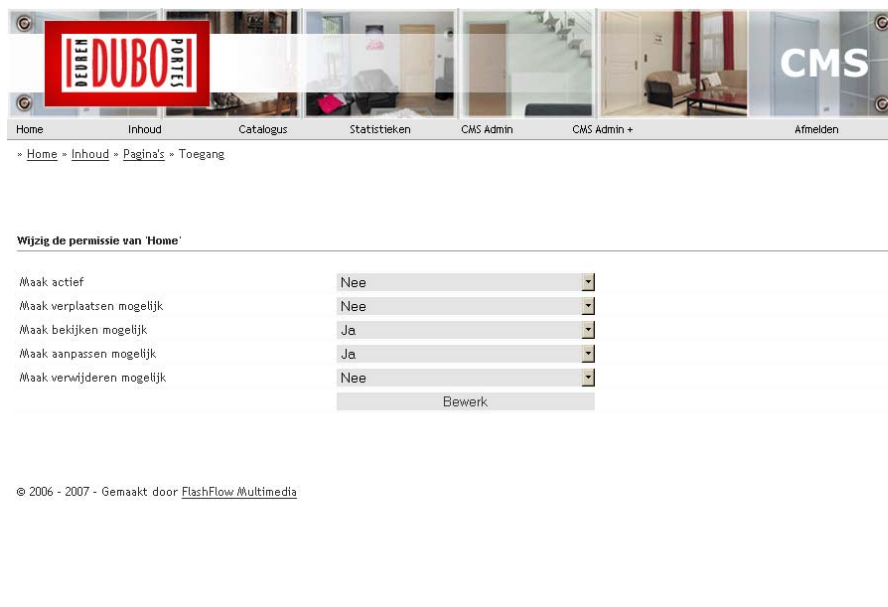 DEUREN DUBO PORTES
CMS
Home Inhoud Catalogus Statistieken CMS Admin CMS Admin + Afmelden
» Home » Inhoud » Pagina's » Toegang
Wijzig de permissie van 'Home'
Maak actief Nee
Maak verplaatsen mogelijk Nee
Maak bekijken mogelijk Ja
Maak aanpassen mogelijk Ja
Maak verwijderen mogelijk Nee
Bewerk
© 2006 - 2007 - Gemaakt door FlashFlow Multimedia